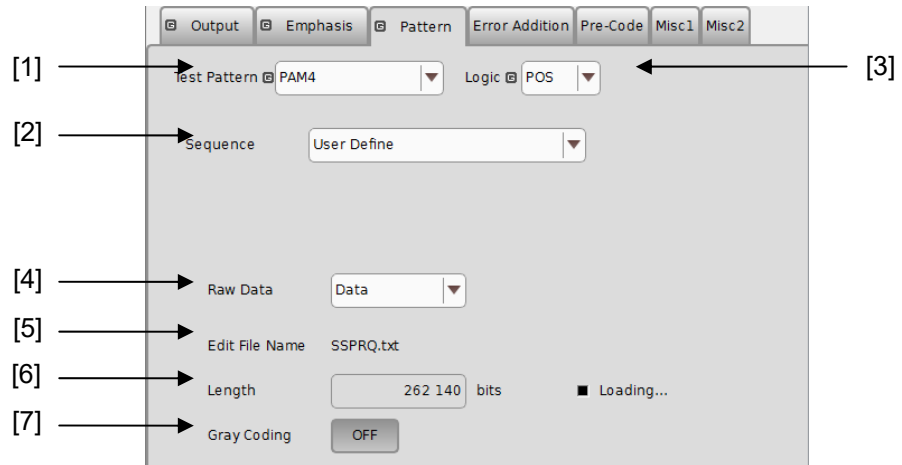 G Output G Emphasis G Pattern Error Addition Pre-Code Misc1 Misc2
[1] Test Pattern G PAM4 Logic G POS [3]
[2] Sequence User Define
[4] Raw Data Data
[5] Edit File Name SSPRQ.txt
[6] Length 262 140 bits Loading...
[7] Gray Coding OFF